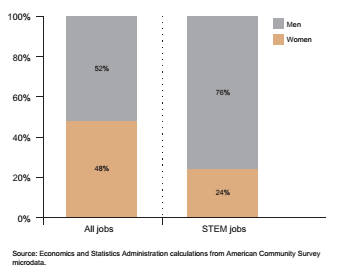 100%
80%
60%
40%
20%
0%
52%
48%
76%
24%
Men
Women
All jobs
STEM jobs
Source: Economics and Statistics Administration calculations from American Community Survey
microdata.